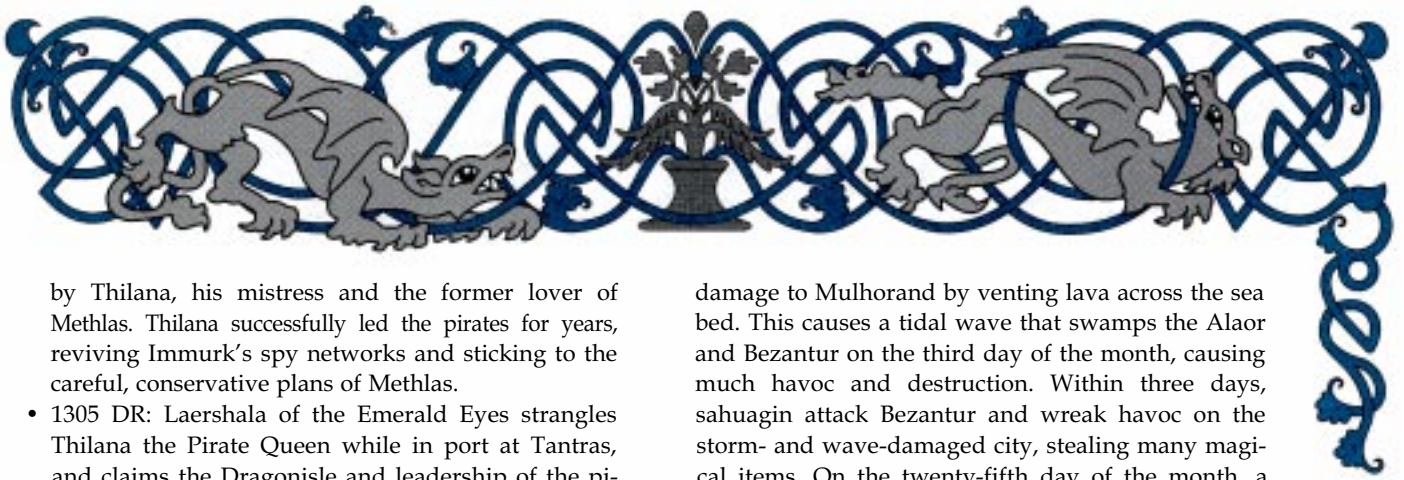 by Thilana, his mistress and the former lover of
Methlas. Thilana successfully led the pirates for years,
reviving Immurk’s spy networks and sticking to the
careful, conservative plans of Methlas.
• 1305 DR: Laershala of the Emerald Eyes strangles
Thilana the Pirate Queen while in port at Tantras,
and claims the Dragonisle and leadership of the pi-
damage to Mulhorand by venting lava across the sea
bed. This causes a tidal wave that swamps the Alaor
and Bezantur on the third day of the month, causing
much havoc and destruction. Within three days,
sahuagin attack Bezantur and wreak havoc on the
storm- and wave-damaged city, stealing many magi-
cal items. On the twenty-fifth day of the month, a